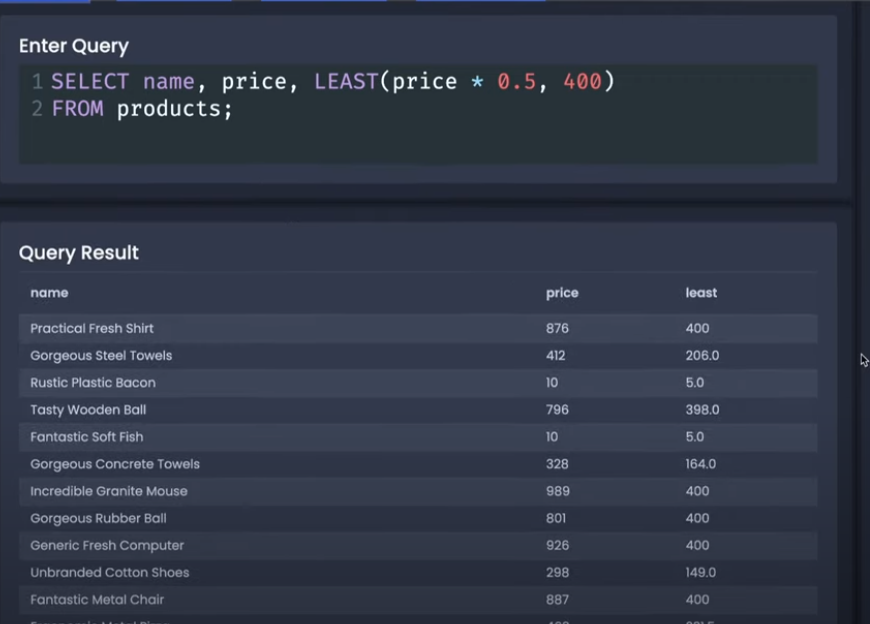 Enter Query
1 SELECT name, price, LEAST(price * 0.5, 400)
2 FROM products;
Query Result
name price least
Practical Fresh Shirt 876 400
Gorgeous Steel Towels 412 206.0
Rustic Plastic Bacon 10 5.0
Tasty Wooden Ball 796 398.0
Fantastic Soft Fish 10 5.0
Gorgeous Concrete Towels 328 164.0
Incredible Granite Mouse 989 400
Gorgeous Rubber Ball 801 400
Generic Fresh Computer 926 400
Unbranded Cotton Shoes 298 149.0
Fantastic Metal Chair 887 400